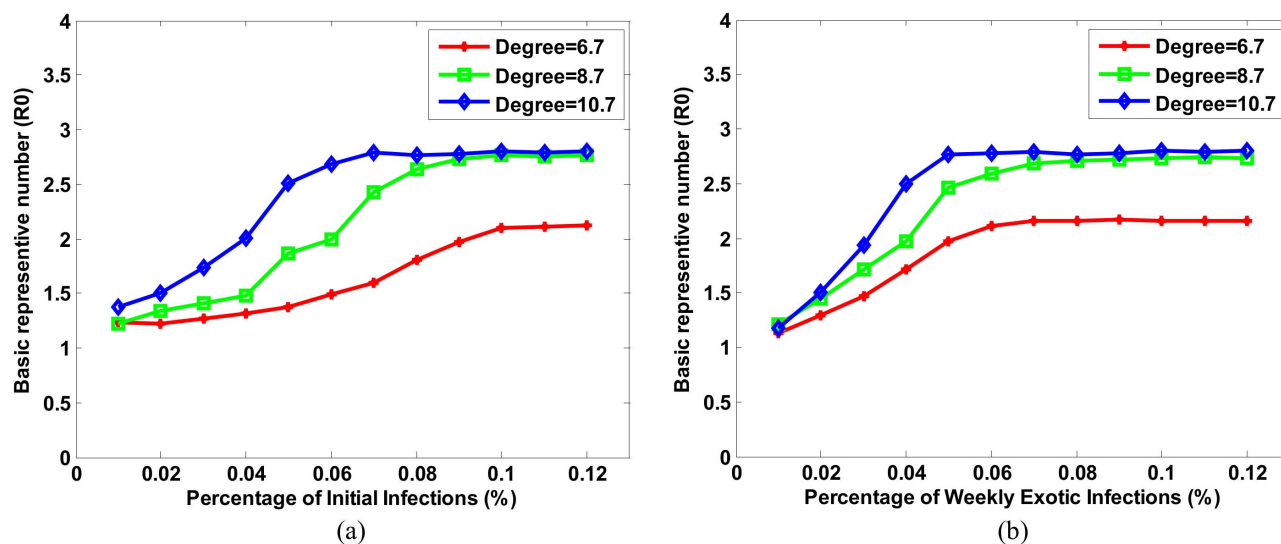 4
3.5
3
2.5
2
1.5
1
0.5
0
Basic representive number (R0)
Degree=6.7
Degree=8.7
Degree=10.7
0 0.02 0.04 0.06 0.08 0.1 0.12
Percentage of Initial Infections (%)
(a)
4
3.5
3
2.5
2
1.5
1
0.5
0
Basic representive number (R0)
Degree=6.7
Degree=8.7
Degree=10.7
0 0.02 0.04 0.06 0.08 0.1 0.12
Percentage of Weekly Exotic Infections (%)
(b)